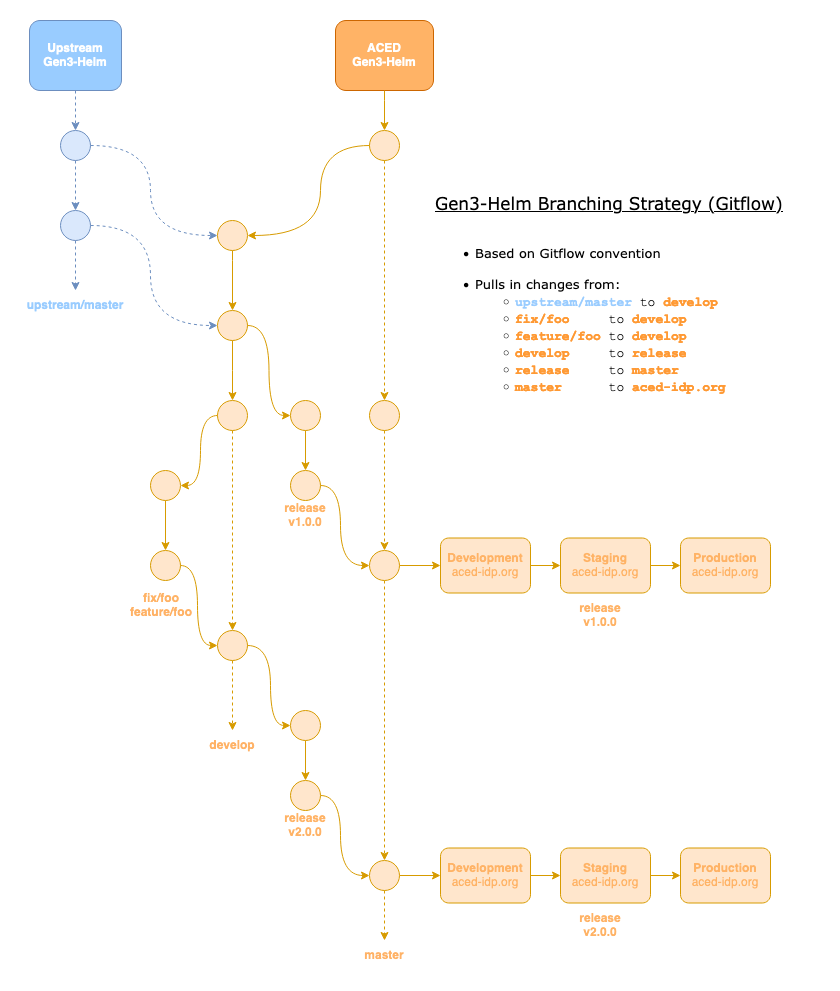 Upstream
Gen3-Helm
ACED
Gen3-Helm
Gen3-Helm Branching Strategy (Gitflow)
• Based on Gitflow convention
• Pulls in changes from:
○ upstream/master to develop
○ fix/foo to develop
○ feature/foo to develop
○ develop to release
○ release to master
○ master to aced-idp.org
upstream/master
release
v1.0.0
Development
aced-idp.org
Staging
aced-idp.org
Production
aced-idp.org
release
v1.0.0
fix/foo
feature/foo
develop
release
v2.0.0
Development
aced-idp.org
Staging
aced-idp.org
Production
aced-idp.org
release
v2.0.0
master